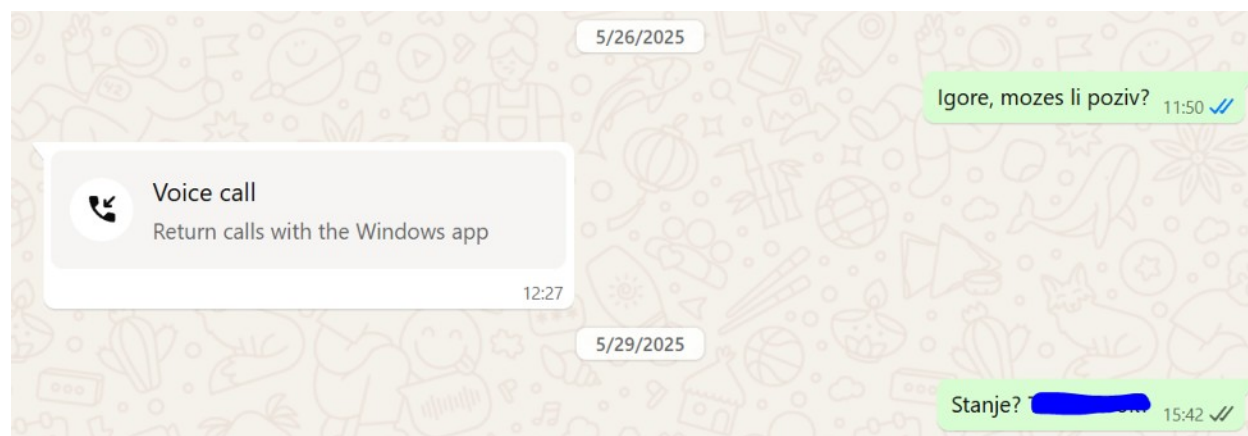 5/26/2025
Igore, mozes li poziv? 11:50
Voice call
Return calls with the Windows app
12:27
5/29/2025
Stanje? 15:42